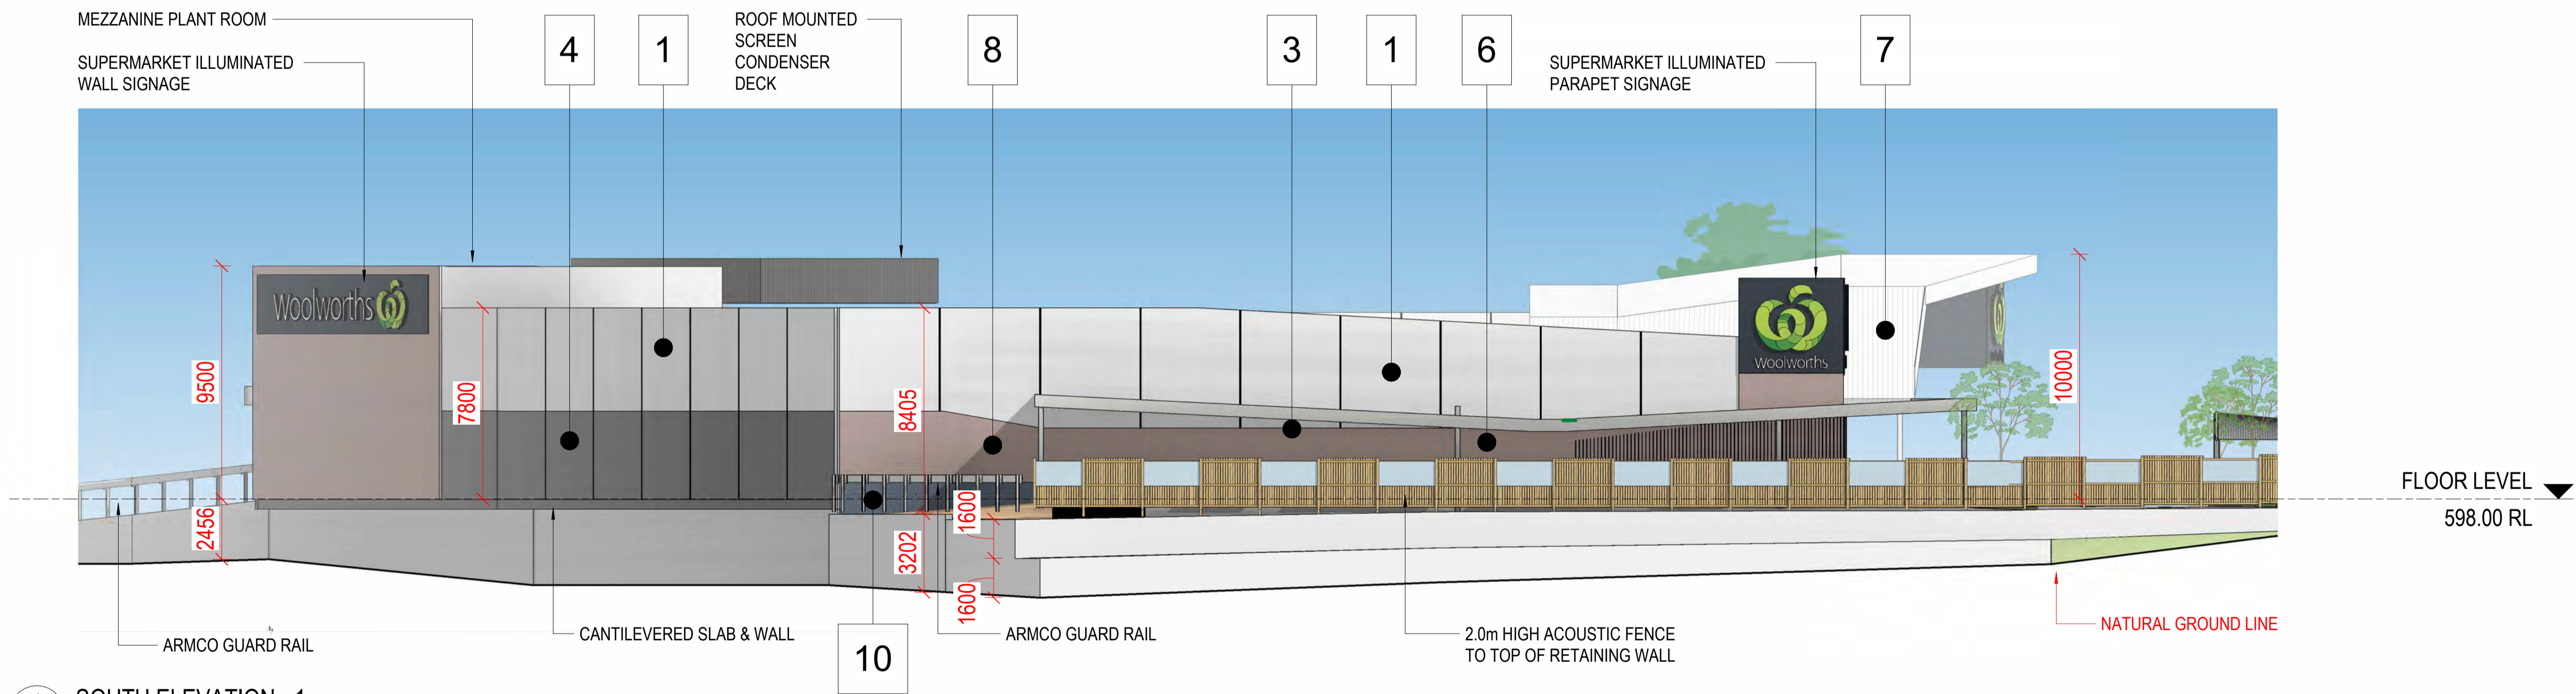 MEZZANINE PLANT ROOM
SUPERMARKET ILLUMINATED
WALL SIGNAGE
4
1
ROOF MOUNTED
SCREEN
CONDENSER
DECK
8
3
1
6
SUPERMARKET ILLUMINATED
PARAPET SIGNAGE
7
Woolworths
Woolworths
9500
2456
7800
8405
3202
1600
1600
10000
FLOOR LEVEL
598.00 RL
ARMCO GUARD RAIL
CANTILEVERED SLAB & WALL
10
ARMCO GUARD RAIL
2.0m HIGH ACOUSTIC FENCE
TO TOP OF RETAINING WALL
NATURAL GROUND LINE
SOUTH ELEVATION - 1